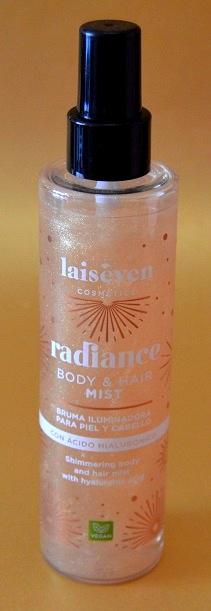 laisëven
COSMETICS
radiance
BODY & HAIR
MIST
BRUMA ILUMINADORA
PARA PIEL Y CABELLO
CON ÁCIDO HIALURÓNICO
Shimmering body
and hair mist
with hyaluronic acid
VEGAN